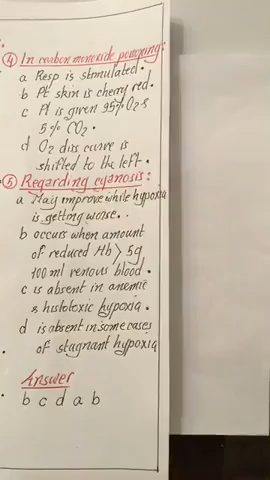 ④ In carbon monoxide poisoning:
a Resp is stimulated.
b Pt skin is cherry red.
c Pt is given 95% O2 &
5% CO2.
d O2 diss curve is
shifted to the left.
⑤ Regarding cyanosis:
a May improve while hypoxia
is getting worse..
b occurs when amount
of reduced Hb > 5g
100 ml venous blood.
c is absent in anemic
& histotoxic hypoxia.
d is absent in some cases
of stagnant hypoxia
Answer
b c d a b